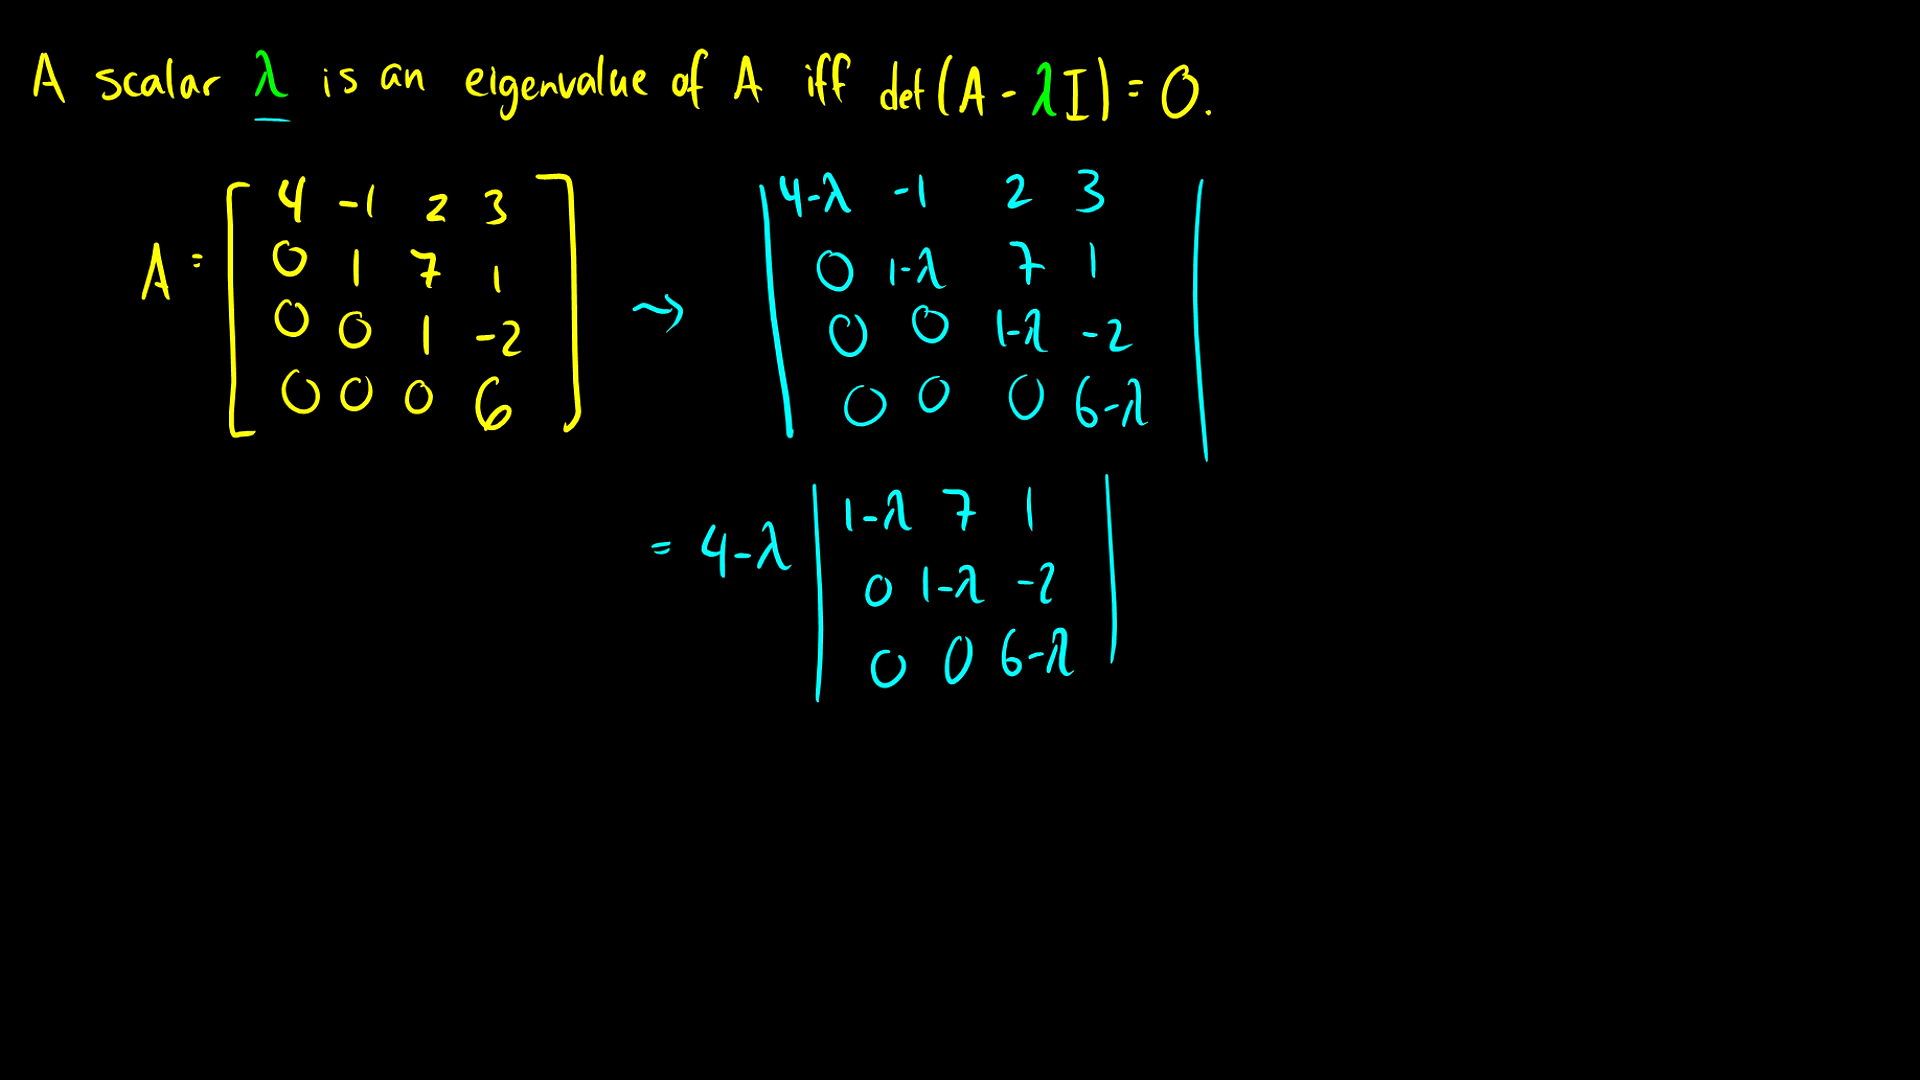 A scalar λ is an eigenvalue of A iff det(A - λI) = 0.
A = [ 4 -1 2 3 ] ⇝ | 4-λ -1 2 3 |
0 1 7 1 0 1-λ 7 1
0 0 1 -2 0 0 1-λ -2
0 0 0 6 0 0 0 6-λ
= 4-λ | 1-λ 7 1 |
0 1-λ -2
0 0 6-λ